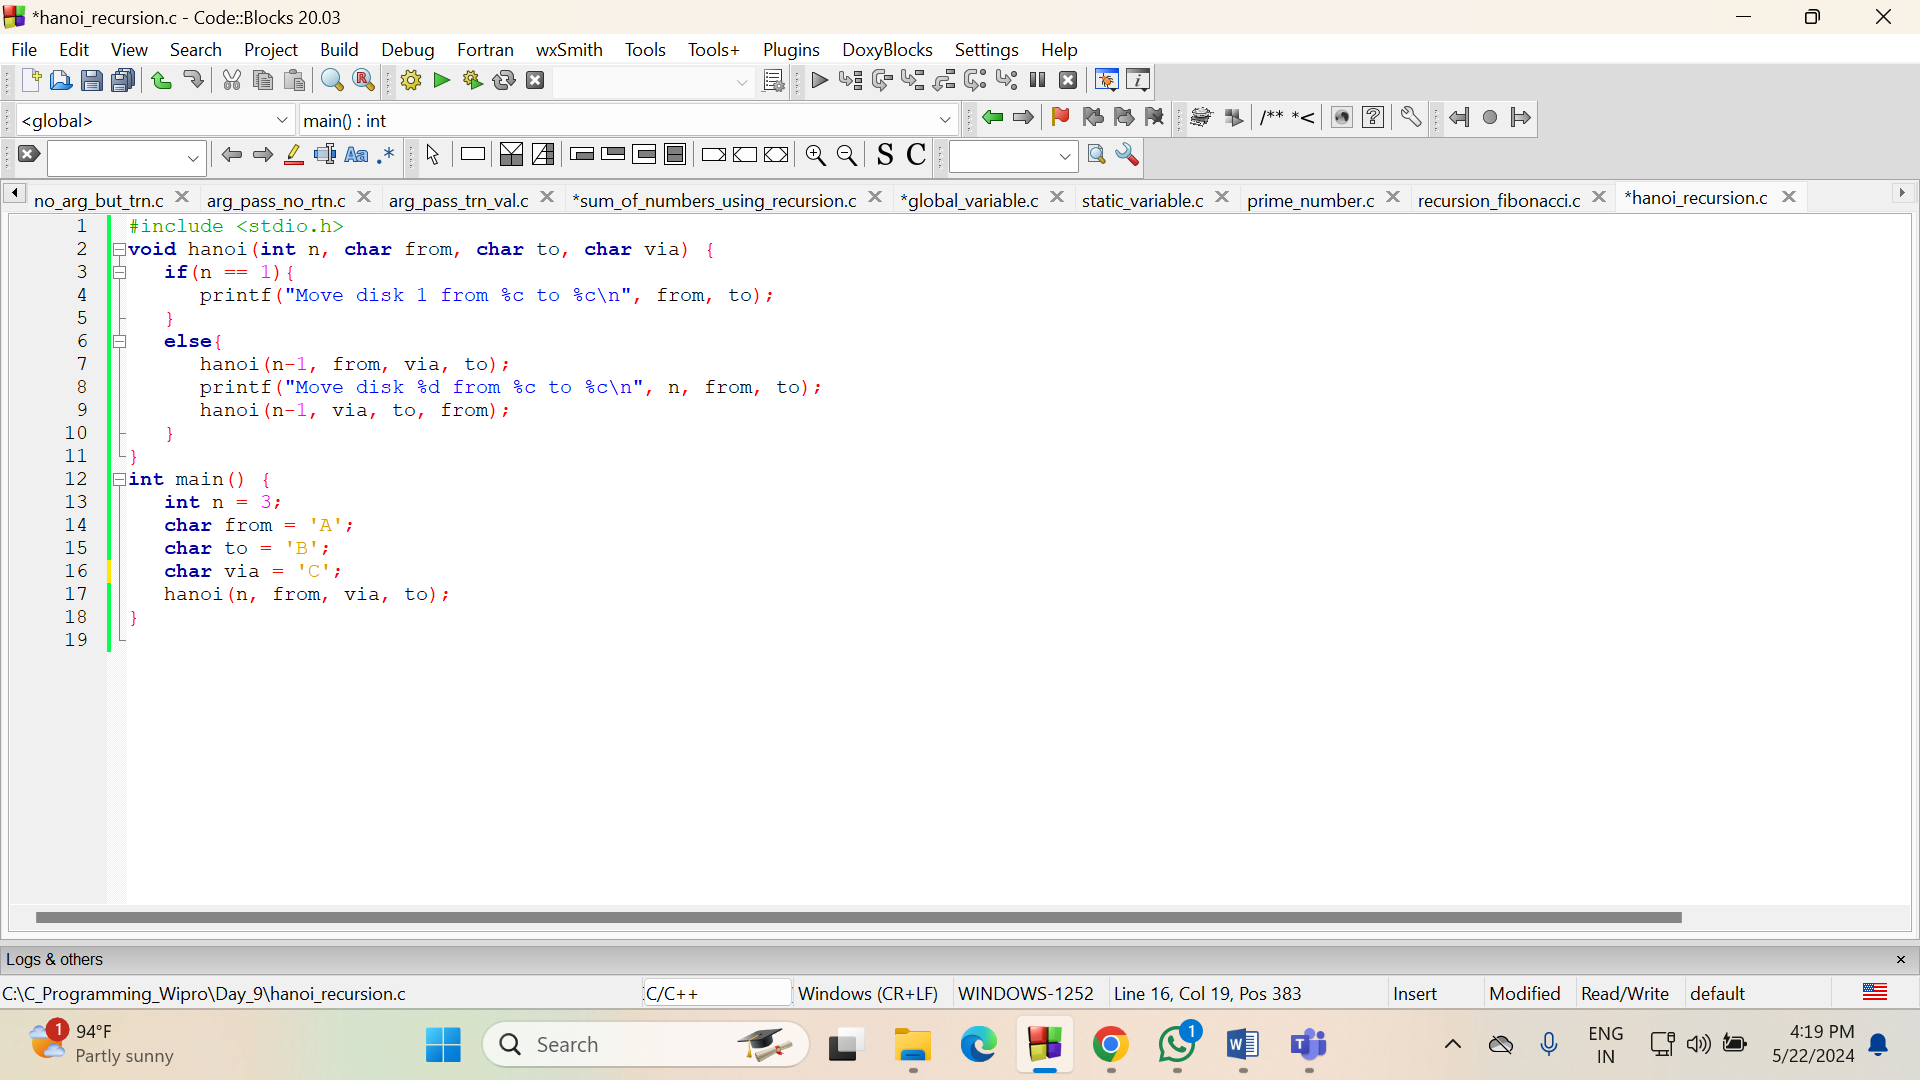 *hanoi_recursion.c - Code::Blocks 20.03
File Edit View Search Project Build Debug Fortran wxSmith Tools Tools+ Plugins DoxyBlocks Settings Help
<global> main() : int /** *<
Aa .* S C
no_arg_but_trn.c arg_pass_no_rtn.c arg_pass_trn_val.c *sum_of_numbers_using_recursion.c *global_variable.c static_variable.c prime_number.c recursion_fibonacci.c *hanoi_recursion.c
1 #include <stdio.h>
2 void hanoi(int n, char from, char to, char via) {
3 if(n == 1){
4 printf("Move disk 1 from %c to %c\n", from, to);
5 }
6 else{
7 hanoi(n-1, from, via, to);
8 printf("Move disk %d from %c to %c\n", n, from, to);
9 hanoi(n-1, via, to, from);
10 }
11 }
12 int main() {
13 int n = 3;
14 char from = 'A';
15 char to = 'B';
16 char via = 'C';
17 hanoi(n, from, via, to);
18 }
19
Logs & others
C:\C_Programming_Wipro\Day_9\hanoi_recursion.c C/C++ Windows (CR+LF) WINDOWS-1252 Line 16, Col 19, Pos 383 Insert Modified Read/Write default
1 94°F
Partly sunny
Search
1
ENG
IN
4:19 PM
5/22/2024